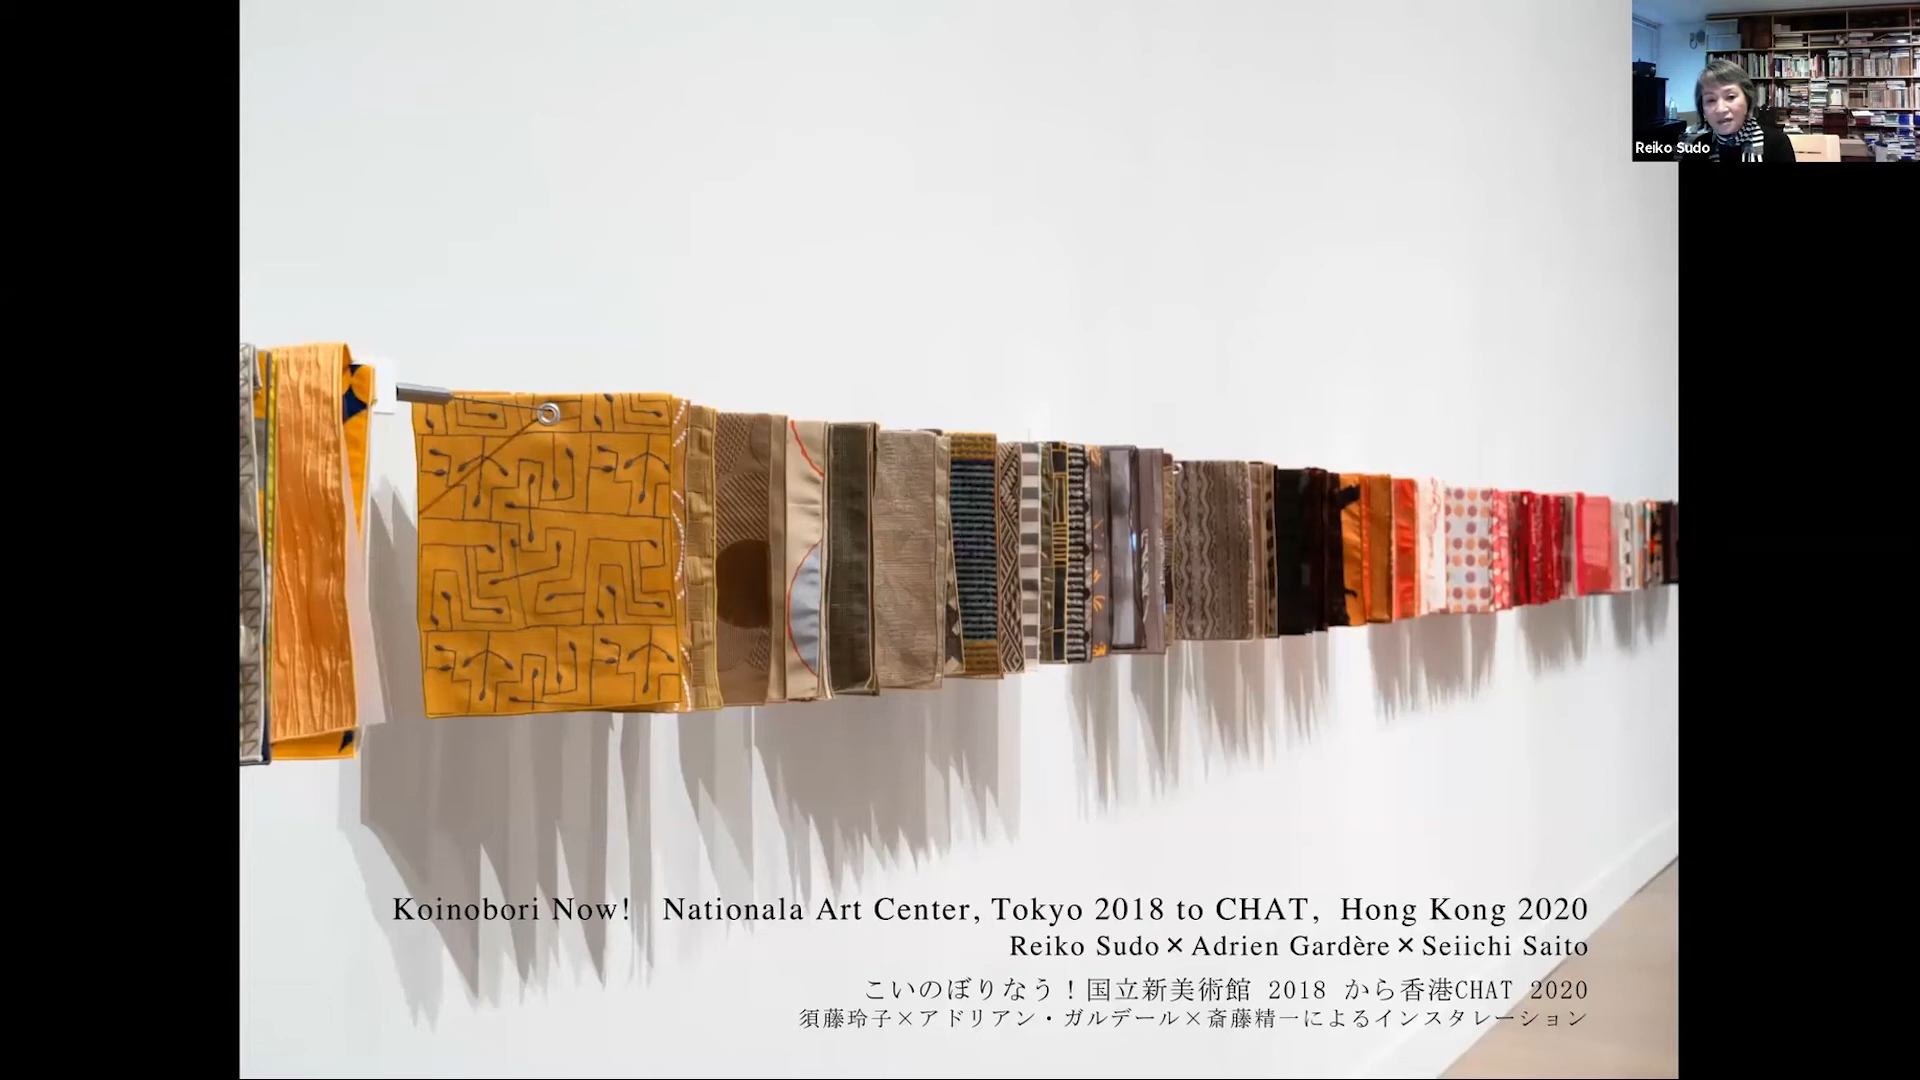 Reiko Sudo
Koinobori Now! Nationala Art Center, Tokyo 2018 to CHAT, Hong Kong 2020
Reiko Sudo×Adrien Gardère×Seiichi Saito
こいのぼりなう！国立新美術館 2018 から香港CHAT 2020
須藤玲子×アドリアン・ガルデール×斎藤精一によるインスタレーション